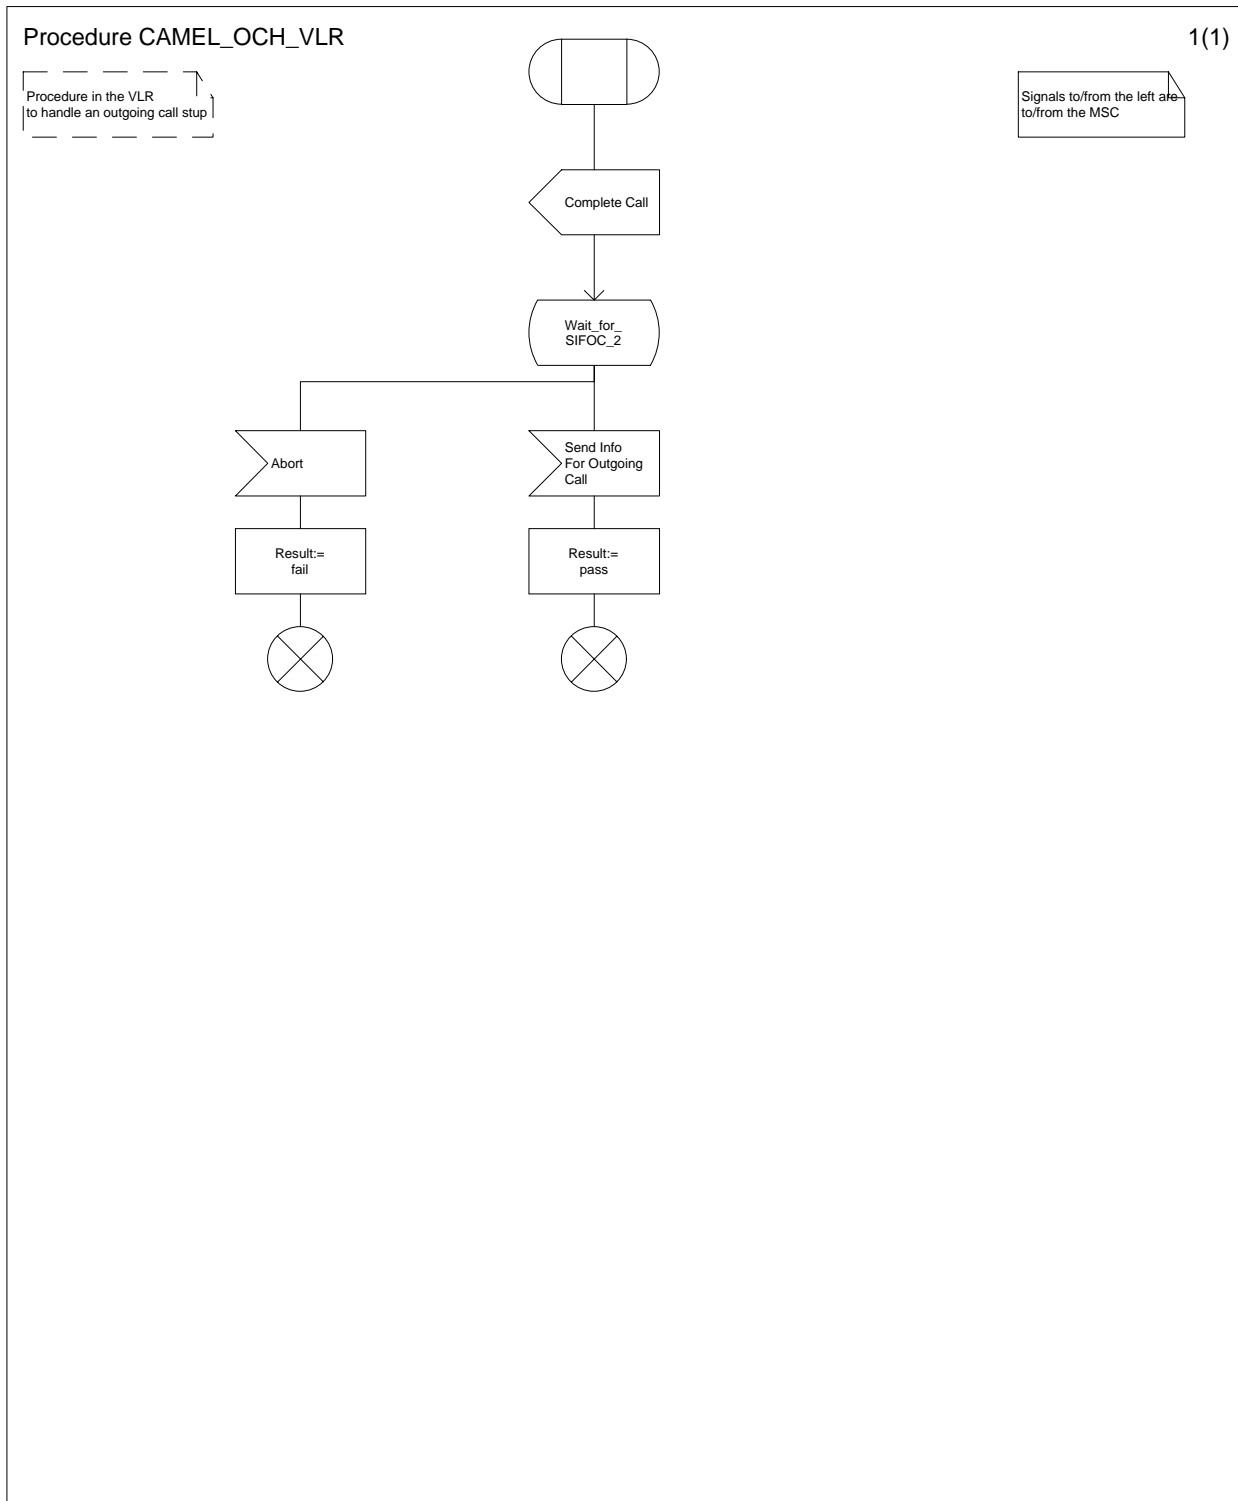 Procedure CAMEL_OCH_VLR
1(1)
Procedure in the VLR
to handle an outgoing call stup
Signals to/from the left are
to/from the MSC
Complete Call
Wait_for_
SIFOC_2
Abort
Send Info
For Outgoing
Call
Result:=
fail
Result:=
pass